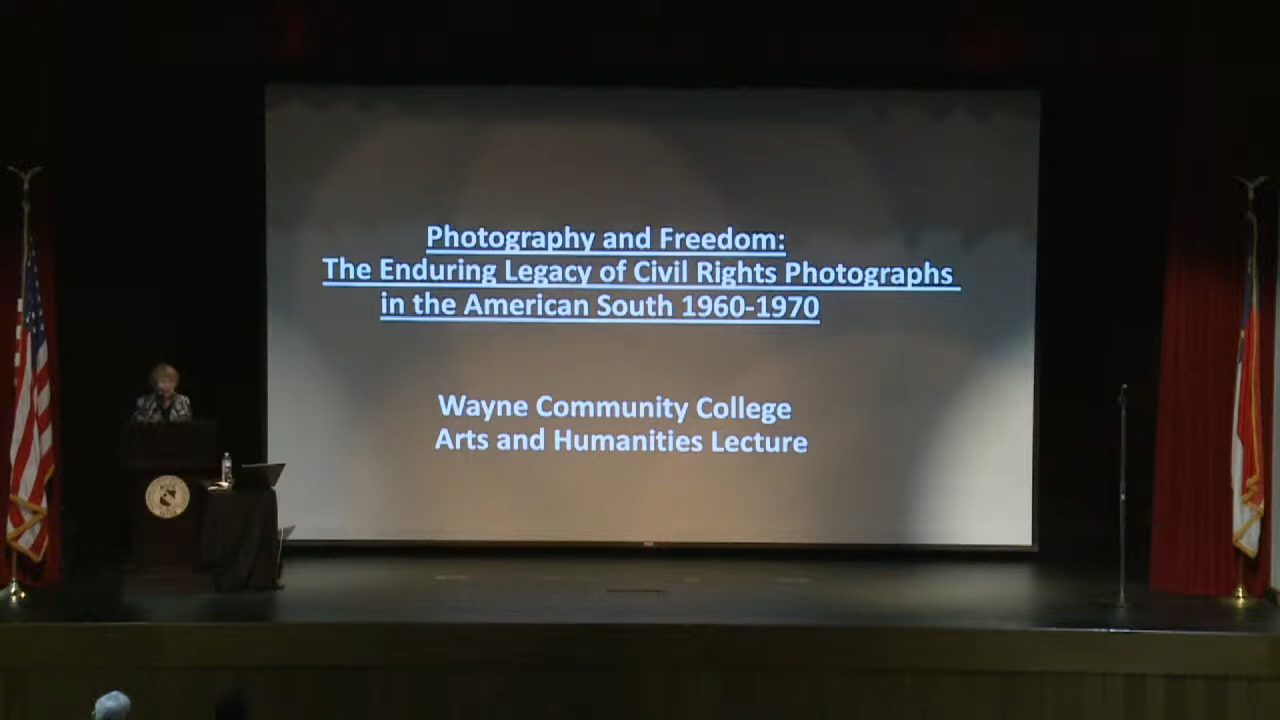 Photography and Freedom:
The Enduring Legacy of Civil Rights Photographs
in the American South 1960-1970
Wayne Community College
Arts and Humanities Lecture